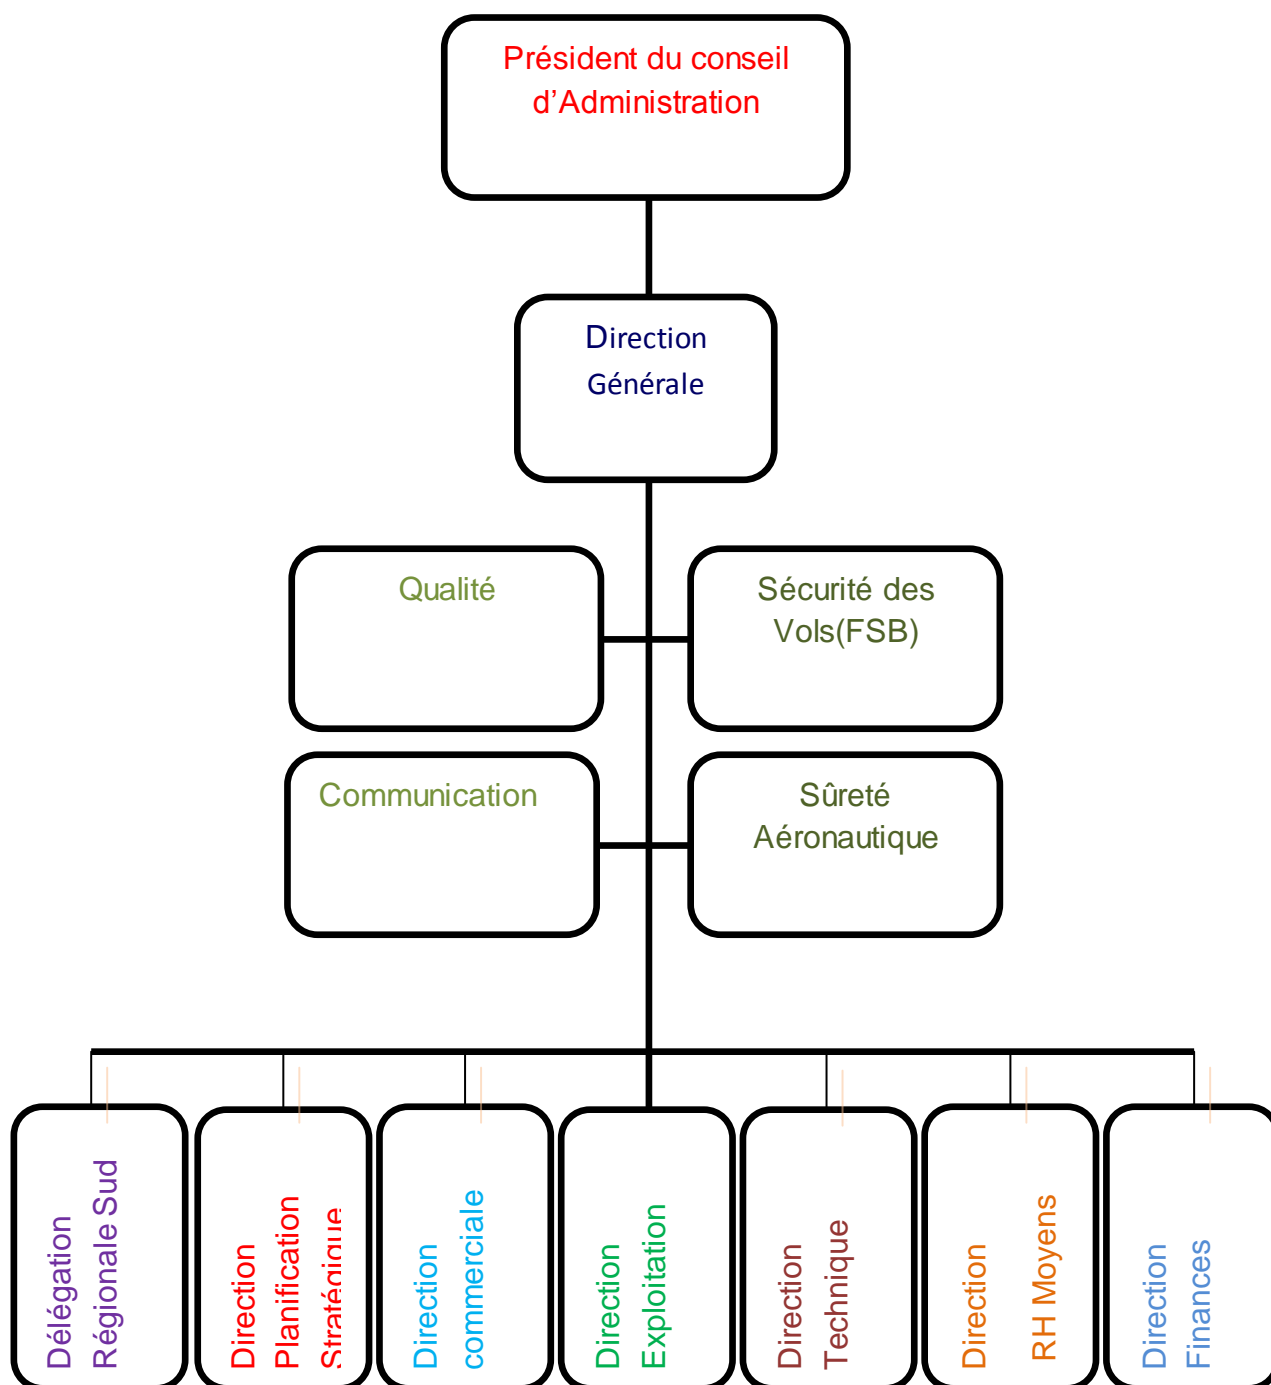 Président du conseil
d’Administration
Direction
Générale
Qualité
Sécurité des
Vols(FSB)
Communication
Sûreté
Aéronautique
Délégation
Régionale Sud
Direction
Planification
Stratégique
Direction
commerciale
Direction
Exploitation
Direction
Technique
Direction
RH Moyens
Direction
Finances